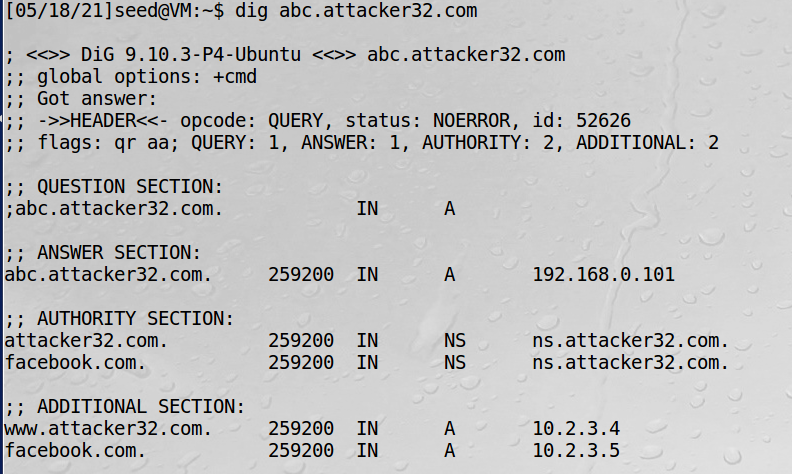 [05/18/21]seed@VM:~$ dig abc.attacker32.com
; <<>> DiG 9.10.3-P4-Ubuntu <<>> abc.attacker32.com
;; global options: +cmd
;; Got answer:
;; ->>HEADER<<- opcode: QUERY, status: NOERROR, id: 52626
;; flags: qr aa; QUERY: 1, ANSWER: 1, AUTHORITY: 2, ADDITIONAL: 2
;; QUESTION SECTION:
;abc.attacker32.com. IN A
;; ANSWER SECTION:
abc.attacker32.com. 259200 IN A 192.168.0.101
;; AUTHORITY SECTION:
attacker32.com. 259200 IN NS ns.attacker32.com.
facebook.com. 259200 IN NS ns.attacker32.com.
;; ADDITIONAL SECTION:
www.attacker32.com. 259200 IN A 10.2.3.4
facebook.com. 259200 IN A 10.2.3.5